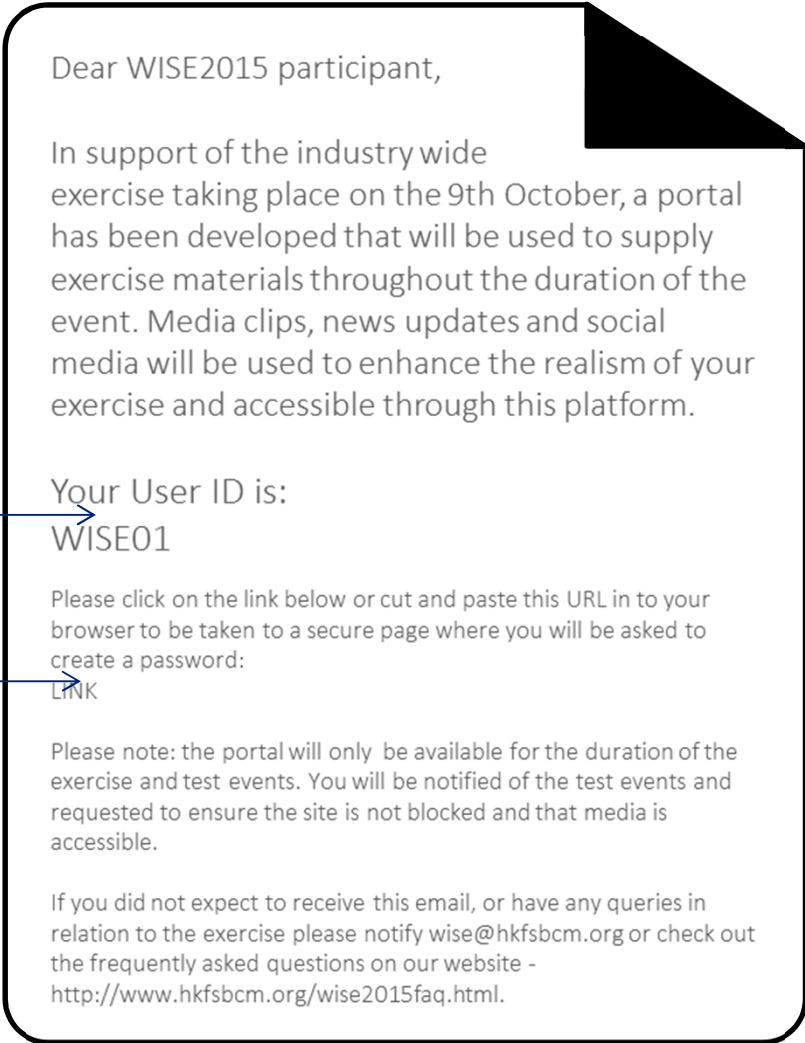 Dear WISE2015 participant,
In support of the industry wide
exercise taking place on the 9th October, a portal
has been developed that will be used to supply
exercise materials throughout the duration of the
event. Media clips, news updates and social
media will be used to enhance the realism of your
exercise and accessible through this platform.
Your User ID is:
WISE01
Please click on the link below or cut and paste this URL in to your
browser to be taken to a secure page where you will be asked to
create a password:
LINK
Please note: the portal will only be available for the duration of the
exercise and test events. You will be notified of the test events and
requested to ensure the site is not blocked and that media is
accessible.
If you did not expect to receive this email, or have any queries in
relation to the exercise please notify wise@hkfsbcm.org or check out
the frequently asked questions on our website -
http://www.hkfsbcm.org/wise2015faq.html.